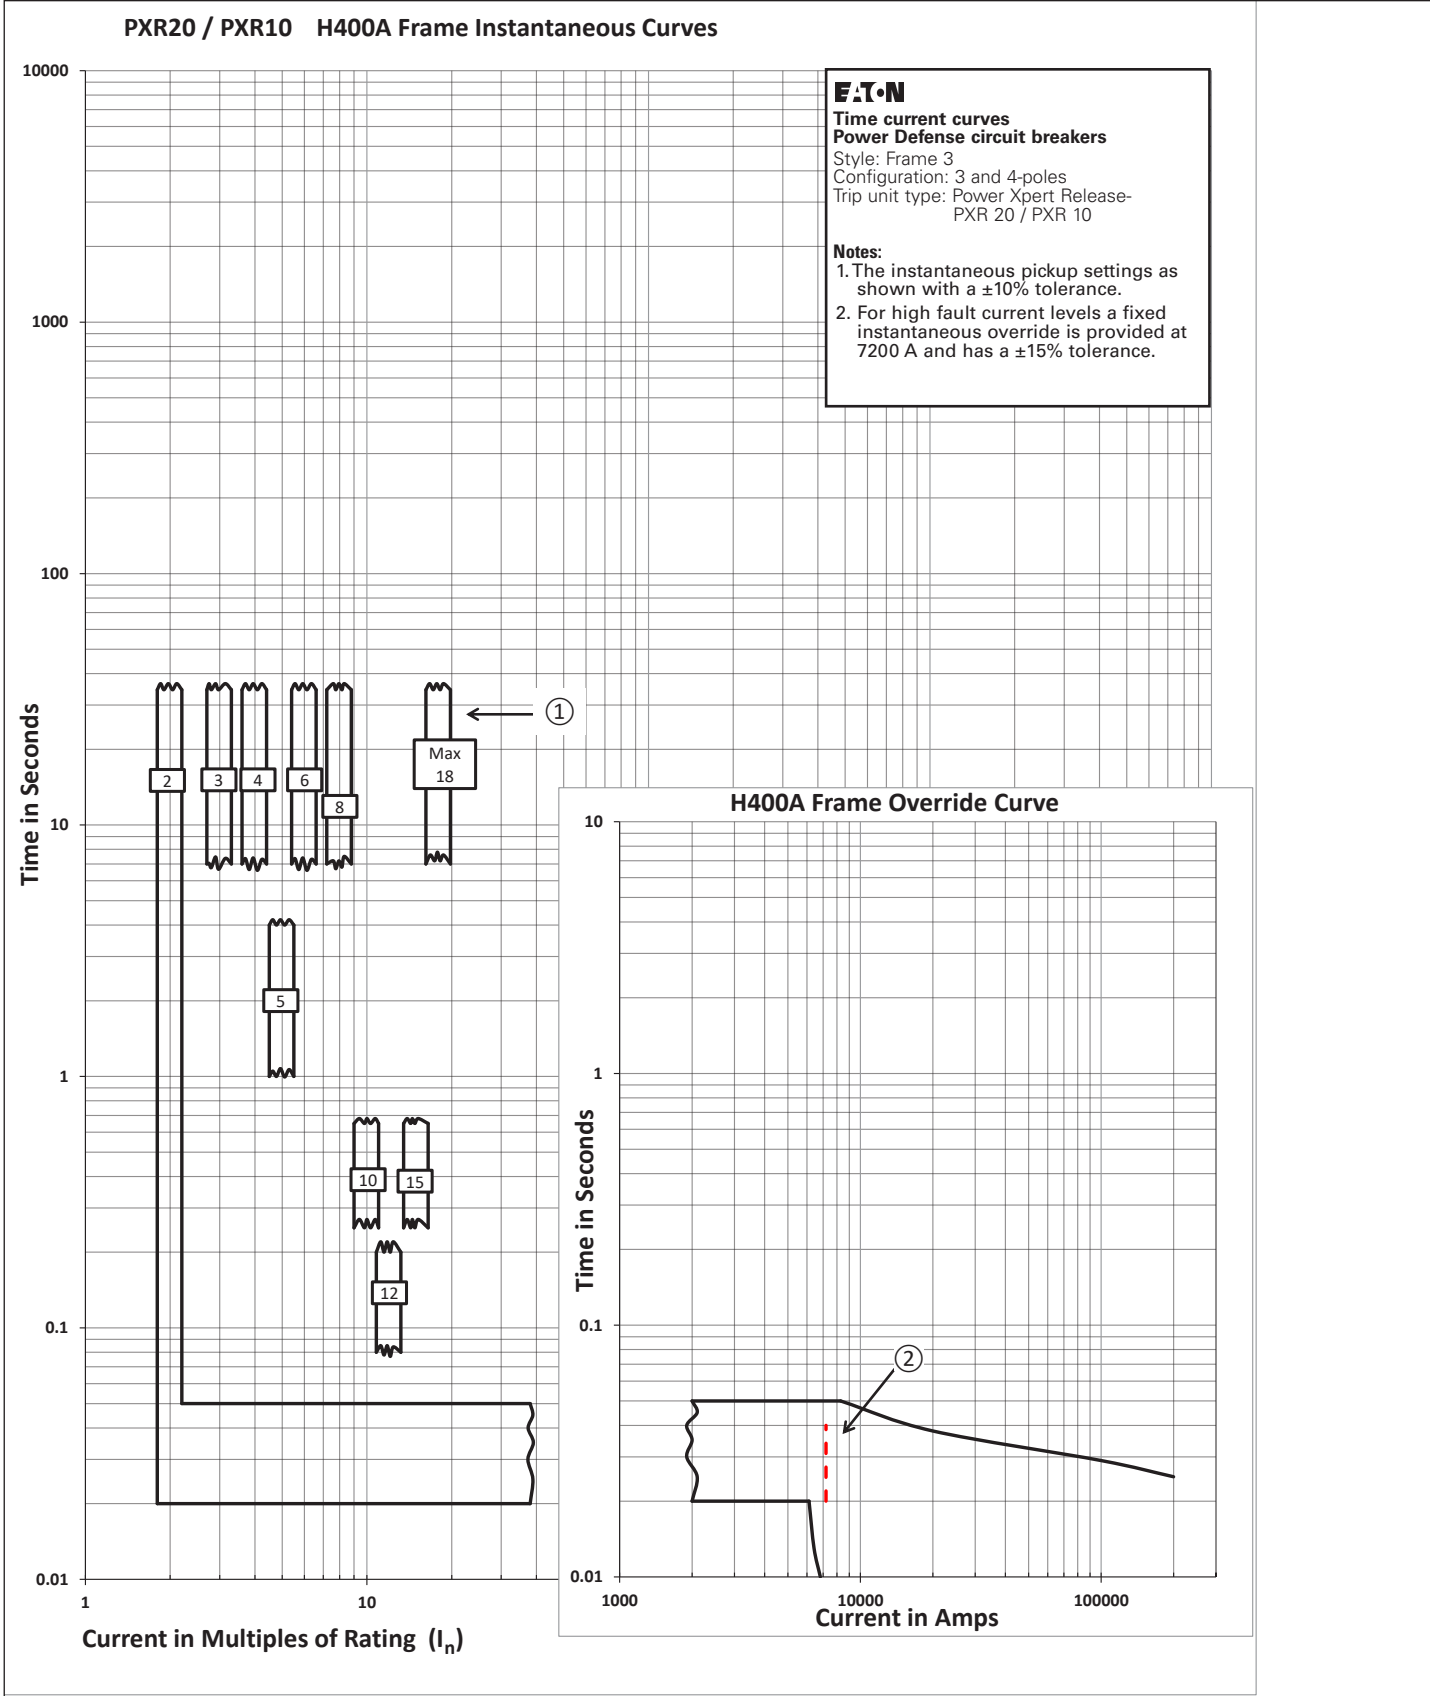 PXR20 / PXR10 H400A Frame Instantaneous Curves
EATON
Time current curves
Power Defense circuit breakers
Style: Frame 3
Configuration: 3 and 4-poles
Trip unit type: Power Xpert Release-
PXR 20 / PXR 10
Notes:
1. The instantaneous pickup settings as
shown with a ±10% tolerance.
2. For high fault current levels a fixed
instantaneous override is provided at
7200 A and has a ±15% tolerance.
10000
1000
100
10
1
0.1
0.01
Time in Seconds
1
10
Current in Multiples of Rating (In)
2
3
4
6
8
Max
18
①
5
10
15
12
H400A Frame Override Curve
10
1
0.1
0.01
Time in Seconds
②
1000
10000
100000
Current in Amps